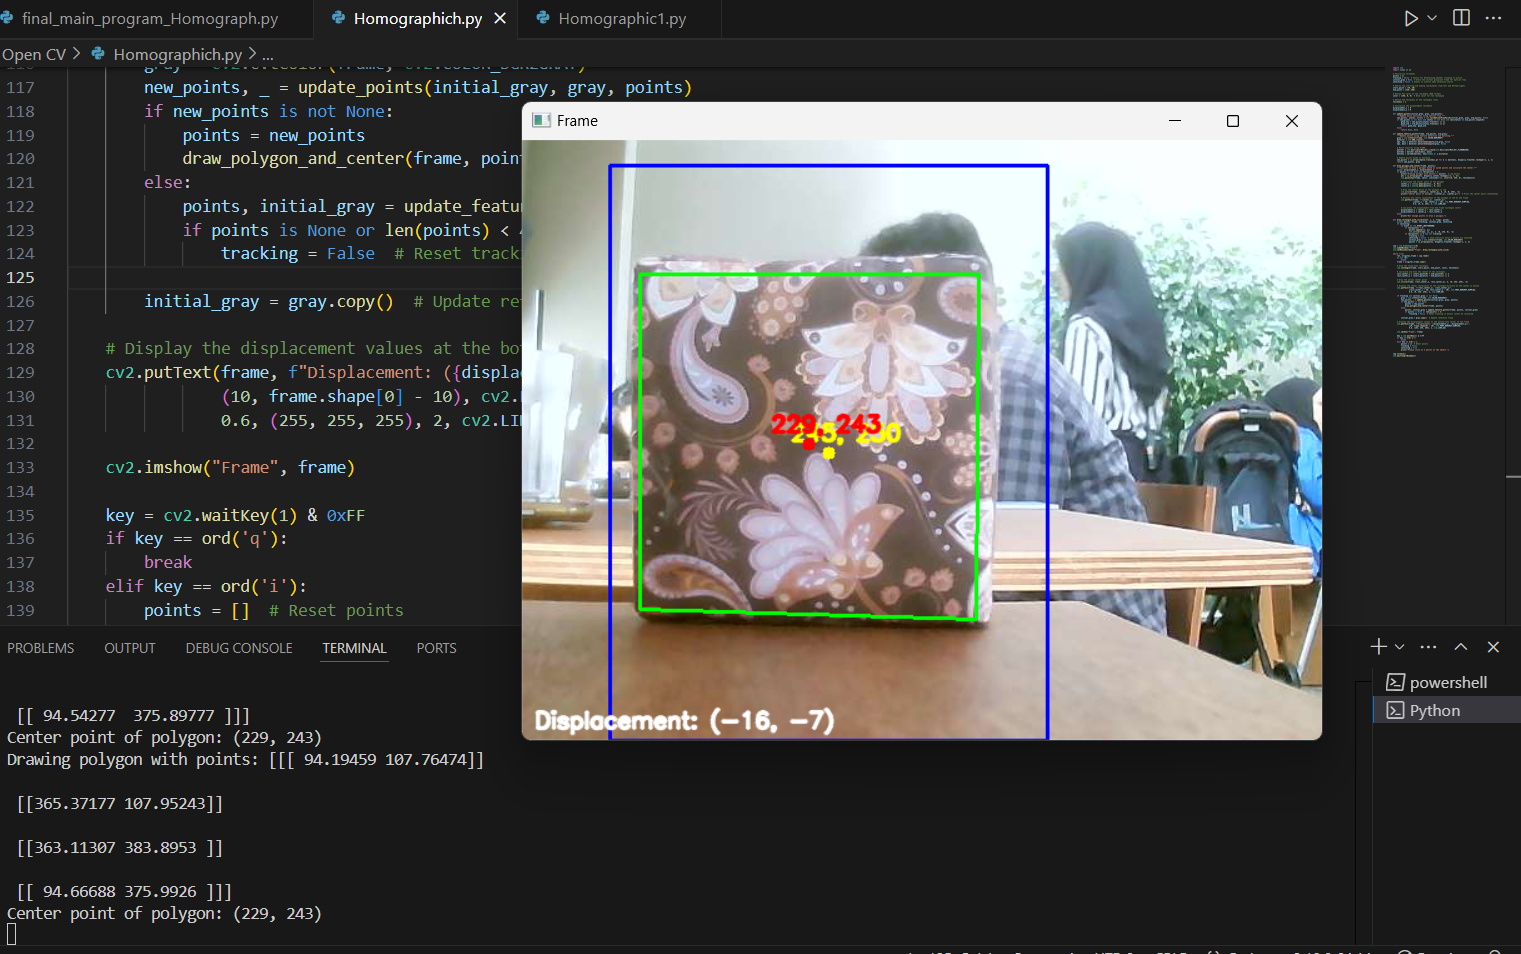 final_main_program_Homograph.py
Homographich.py
Homographic1.py
Open CV > Homographich.py > ...
117 new_points, _ = update_points(initial_gray, gray, points)
118 if new_points is not None:
119 points = new_points
120 draw_polygon_and_center(frame, poin
121 else:
122 points, initial_gray = update_featu
123 if points is None or len(points) <
124 tracking = False # Reset tracki
125
126 initial_gray = gray.copy() # Update re
127
128 # Display the displacement values at the bo
129 cv2.putText(frame, f"Displacement: ({displa
130 (10, frame.shape[0] - 10), cv2.
131 0.6, (255, 255, 255), 2, cv2.LI
132
133 cv2.imshow("Frame", frame)
134
135 key = cv2.waitKey(1) & 0xFF
136 if key == ord('q'):
137 break
138 elif key == ord('i'):
139 points = [] # Reset points
Frame
229, 243
Displacement: (-16, -7)
PROBLEMS OUTPUT DEBUG CONSOLE TERMINAL PORTS
powershell
Python
[[ 94.54277 375.89777 ]]]
Center point of polygon: (229, 243)
Drawing polygon with points: [[[ 94.19459 107.76474]]
[[365.37177 107.95243]]
[[363.11307 383.8953 ]]
[[ 94.66688 375.9926 ]]]
Center point of polygon: (229, 243)